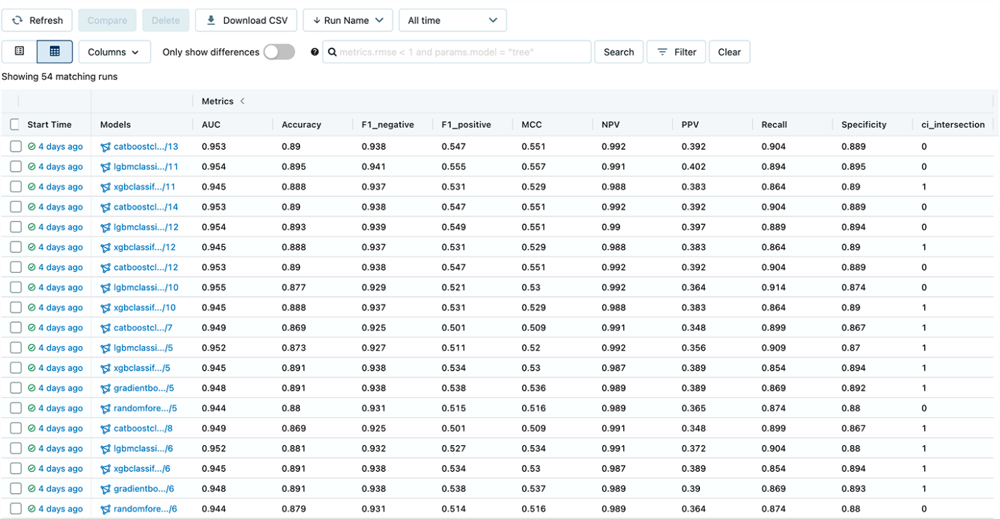 Refresh Compare Delete Download CSV ↓ Run Name All time
Columns Only show differences ? metrics.rmse < 1 and params.model = "tree" Search Filter Clear
Showing 54 matching runs
Metrics
Start Time Models AUC Accuracy F1_negative F1_positive MCC NPV PPV Recall Specificity ci_intersection
4 days ago catboostcl.../13 0.953 0.89 0.938 0.547 0.551 0.992 0.392 0.904 0.889 0
4 days ago lgbmclassi.../11 0.954 0.895 0.941 0.555 0.557 0.991 0.402 0.894 0.895 0
4 days ago xgbclassif.../11 0.945 0.888 0.937 0.531 0.529 0.988 0.383 0.864 0.89 1
4 days ago catboostcl.../14 0.953 0.89 0.938 0.547 0.551 0.992 0.392 0.904 0.889 0
4 days ago lgbmclassi.../12 0.954 0.893 0.939 0.549 0.551 0.99 0.397 0.889 0.894 0
4 days ago xgbclassif.../12 0.945 0.888 0.937 0.531 0.529 0.988 0.383 0.864 0.89 1
4 days ago catboostcl.../12 0.953 0.89 0.938 0.547 0.551 0.992 0.392 0.904 0.889 0
4 days ago lgbmclassi.../10 0.955 0.877 0.929 0.521 0.53 0.992 0.364 0.914 0.874 0
4 days ago xgbclassif.../10 0.945 0.888 0.937 0.531 0.529 0.988 0.383 0.864 0.89 1
4 days ago catboostcl.../7 0.949 0.869 0.925 0.501 0.509 0.991 0.348 0.899 0.867 1
4 days ago lgbmclassi.../5 0.952 0.873 0.927 0.511 0.52 0.992 0.356 0.909 0.87 1
4 days ago xgbclassif.../5 0.945 0.891 0.938 0.534 0.53 0.987 0.389 0.854 0.894 1
4 days ago gradientbo.../5 0.948 0.891 0.938 0.538 0.536 0.989 0.389 0.869 0.892 1
4 days ago randomfore.../5 0.944 0.88 0.931 0.515 0.516 0.989 0.365 0.874 0.88 0
4 days ago catboostcl.../8 0.949 0.869 0.925 0.501 0.509 0.991 0.348 0.899 0.867 1
4 days ago lgbmclassi.../6 0.952 0.881 0.932 0.527 0.534 0.991 0.372 0.904 0.88 1
4 days ago xgbclassif.../6 0.945 0.891 0.938 0.534 0.53 0.987 0.389 0.854 0.894 1
4 days ago gradientbo.../6 0.948 0.891 0.938 0.538 0.537 0.989 0.39 0.869 0.893 1
4 days ago randomfore.../6 0.944 0.879 0.931 0.514 0.516 0.989 0.364 0.874 0.88 0